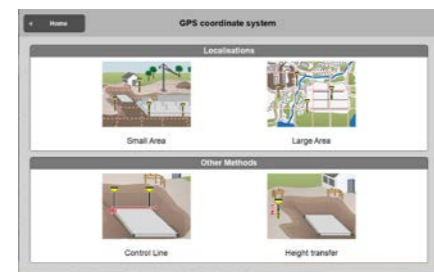 Home
GPS coordinate system
Localisations
Small Area
Large Area
Other Methods
Control Line
Height transfer